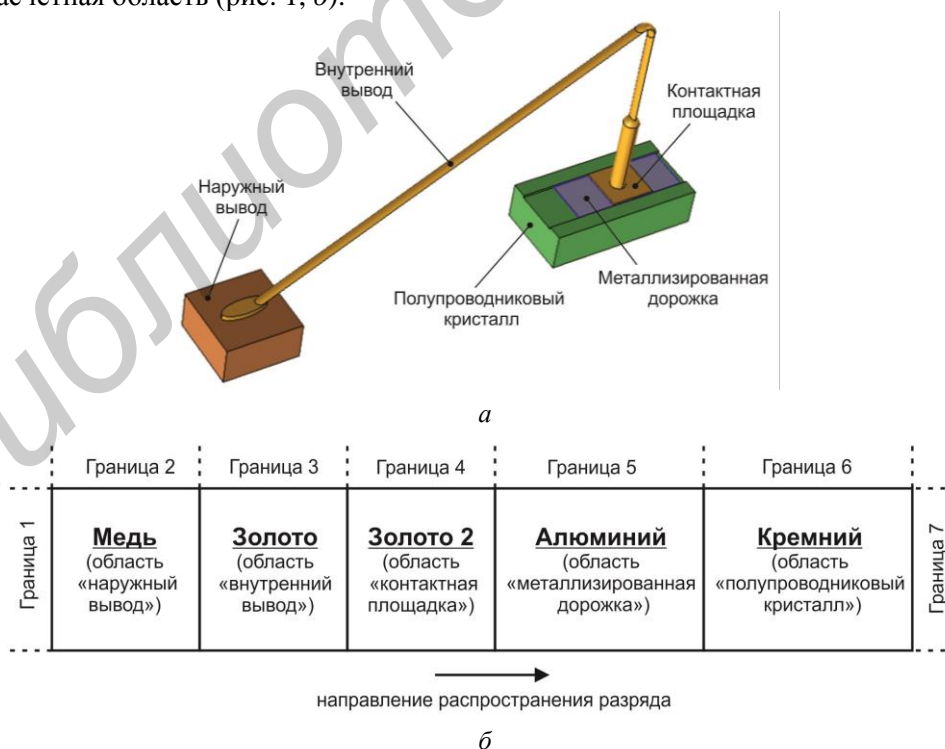 асчетная область (рис. 1, б).
Внутренний
вывод
Контактная
площадка
Наружный
вывод
Металлизированная
дорожка
Полупроводниковый
кристалл
а
Граница 2
Граница 3
Граница 4
Граница 5
Граница 6
Граница 1
Медь
(область
«наружный
вывод»)
Золото
(область
«внутренний
вывод»)
Золото 2
(область
«контактная
площадка»)
Алюминий
(область
«металлизированная
дорожка»)
Кремний
(область
«полупроводниковый
кристалл»)
Граница 7
направление распространения разряда
б